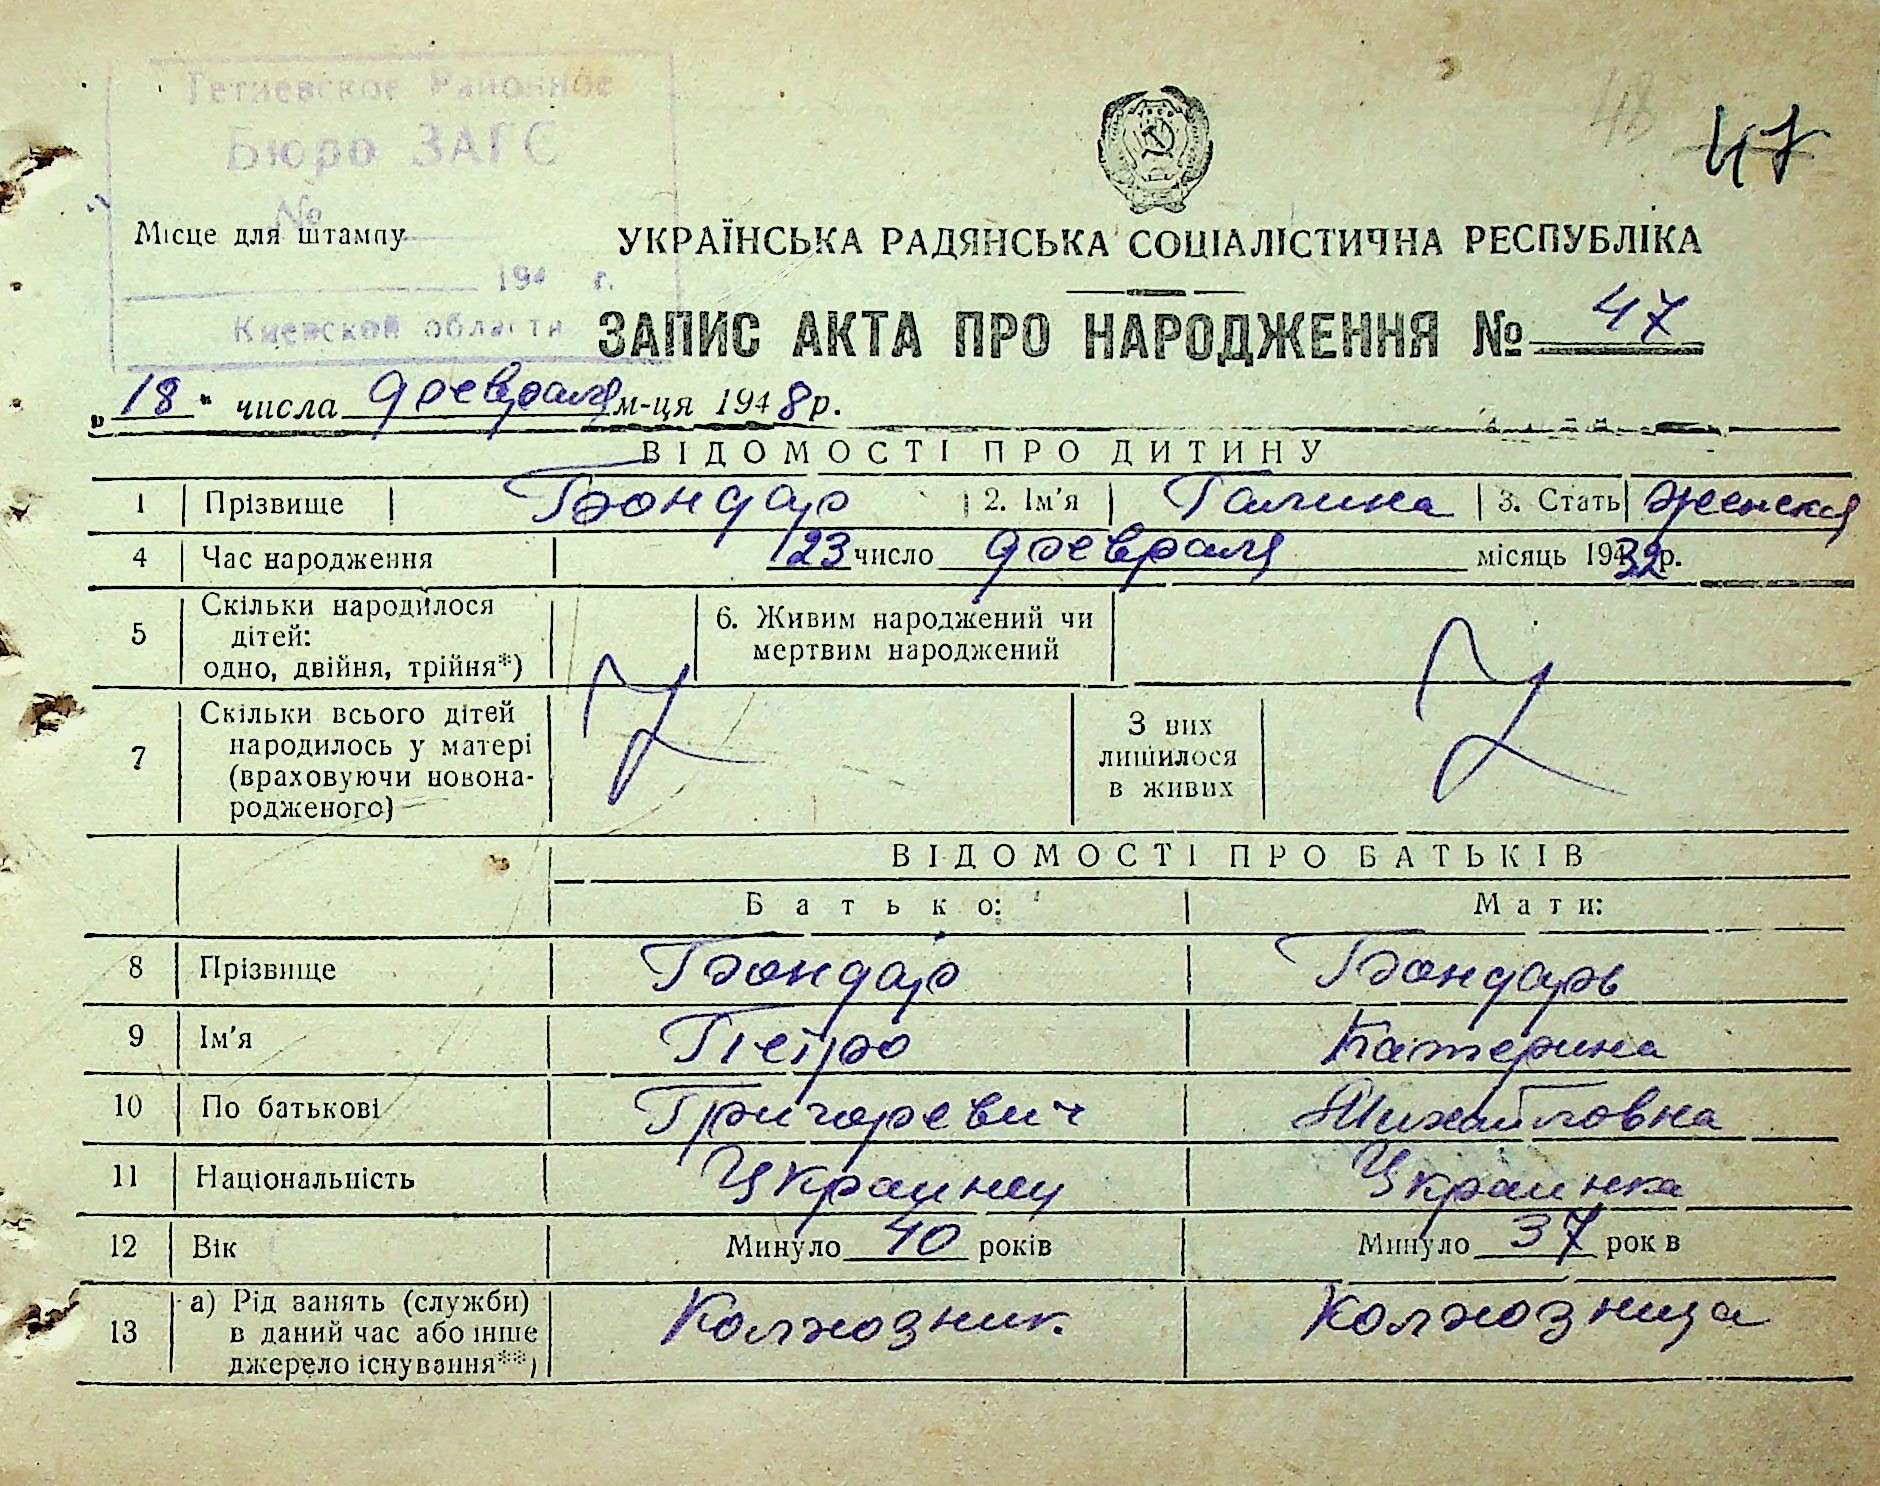 Тетиевское Районное
Бюро ЗАГС
№
Місце для штампу
194 г.
Киевской области
48
47
УКРАЇНСЬКА РАДЯНСЬКА СОЦІАЛІСТИЧНА РЕСПУБЛІКА
ЗАПИС АКТА ПРО НАРОДЖЕННЯ № 47
„18" числа февраля м-ця 1948 р.
ВІДОМОСТІ ПРО ДИТИНУ
1 Прізвище Бондар 2. Ім'я Галина 3. Стать женская
4 Час народження 23 число февраля місяць 1932 р.
5 Скільки народилося
дітей:
одно, двійня, трійня*)
6. Живим народжений чи
мертвим народжений
7 Скільки всього дітей
народилось у матері
(враховуючи новона-
родженого)
З них
лишилося
в живих
ВІДОМОСТІ ПРО БАТЬКІВ
Батько: Мати:
8 Прізвище Бондар Бондарь
9 Ім'я Петро Катерина
10 По батькові Григоревич Михайловна
11 Національність Украинец Украинка
12 Вік Минуло 40 років Минуло 37 рок в
13 а) Рід занять (служби)
в даний час або інше
джерело існування**)
Колхозник Колхозница